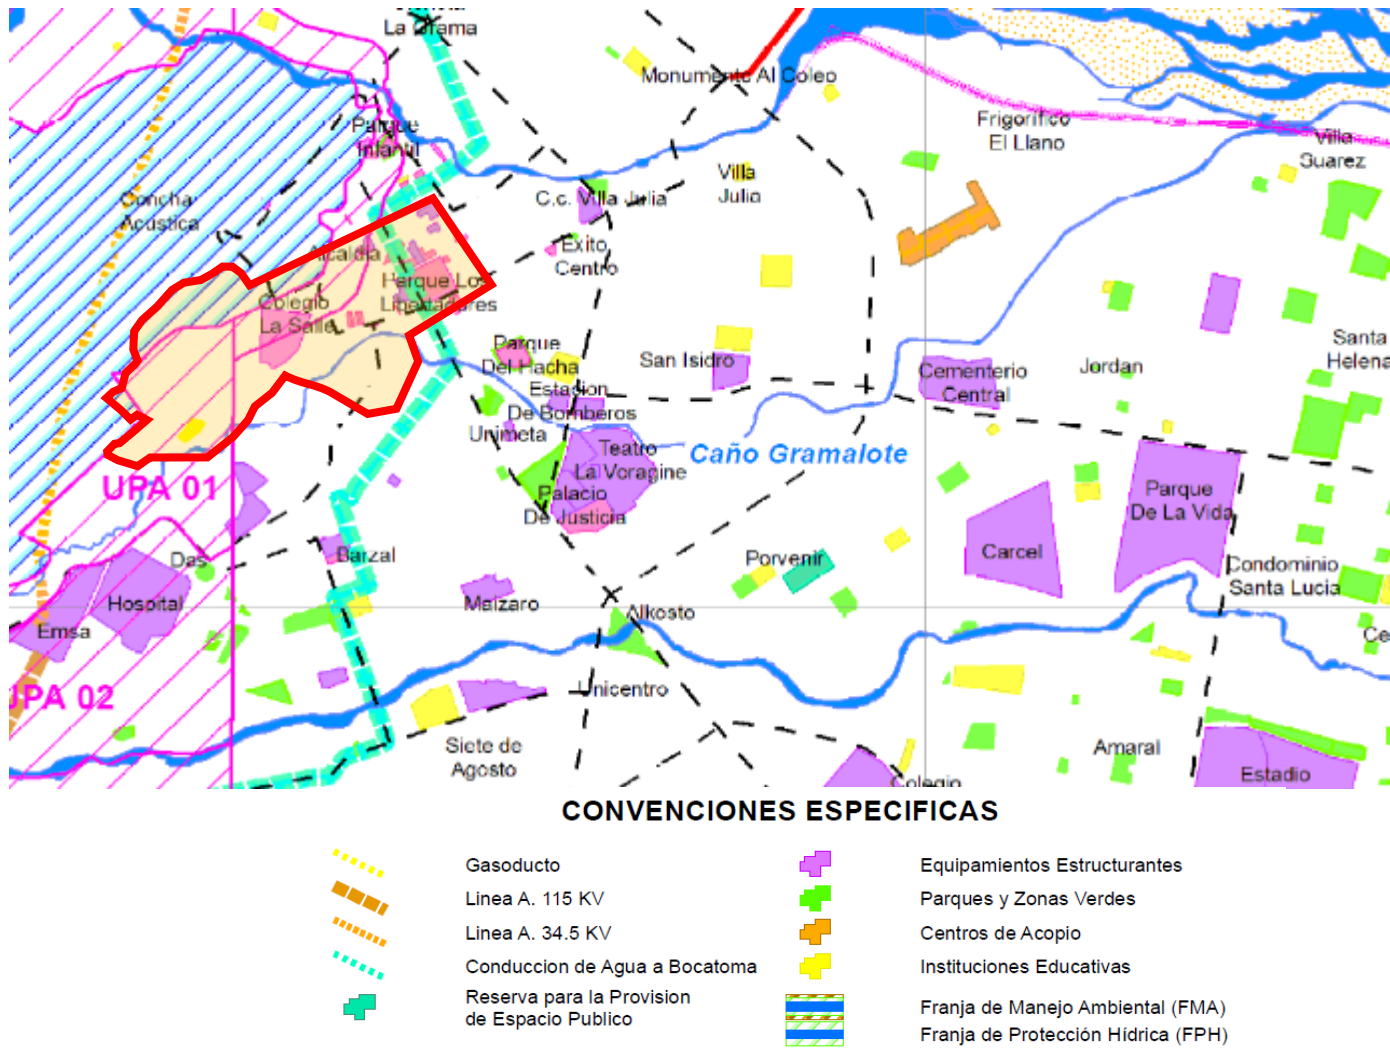 La Grama
Monumento Al Coleo
Parque
Infantil
Frigorifico
El Llano
Villa
Suarez
Villa
Julia
Concha
Acustica
C.c. Villa Julia
Alcaldia
Exito
Centro
Parque Los
Libertadores
Colegio
La Salle
Parque
Del Hacha
San Isidro
Santa
Helena
Cementerio
Central
Jordan
Estacion
De Bomberos
Unimeta
Teatro
La Voragine
Caño Gramalote
UPA 01
Palacio
De Justicia
Parque
De La Vida
Das
Barzal
Porvenir
Carcel
Condominio
Santa Lucia
Hospital
Maizaro
Alkosto
Emsa
Ce
UPA 02
Unicentro
Siete de
Agosto
Amaral
Estadio
Colegio
CONVENCIONES ESPECIFICAS
Gasoducto
Linea A. 115 KV
Linea A. 34.5 KV
Conduccion de Agua a Bocatoma
Reserva para la Provision
de Espacio Publico
Equipamientos Estructurantes
Parques y Zonas Verdes
Centros de Acopio
Instituciones Educativas
Franja de Manejo Ambiental (FMA)
Franja de Protección Hídrica (FPH)